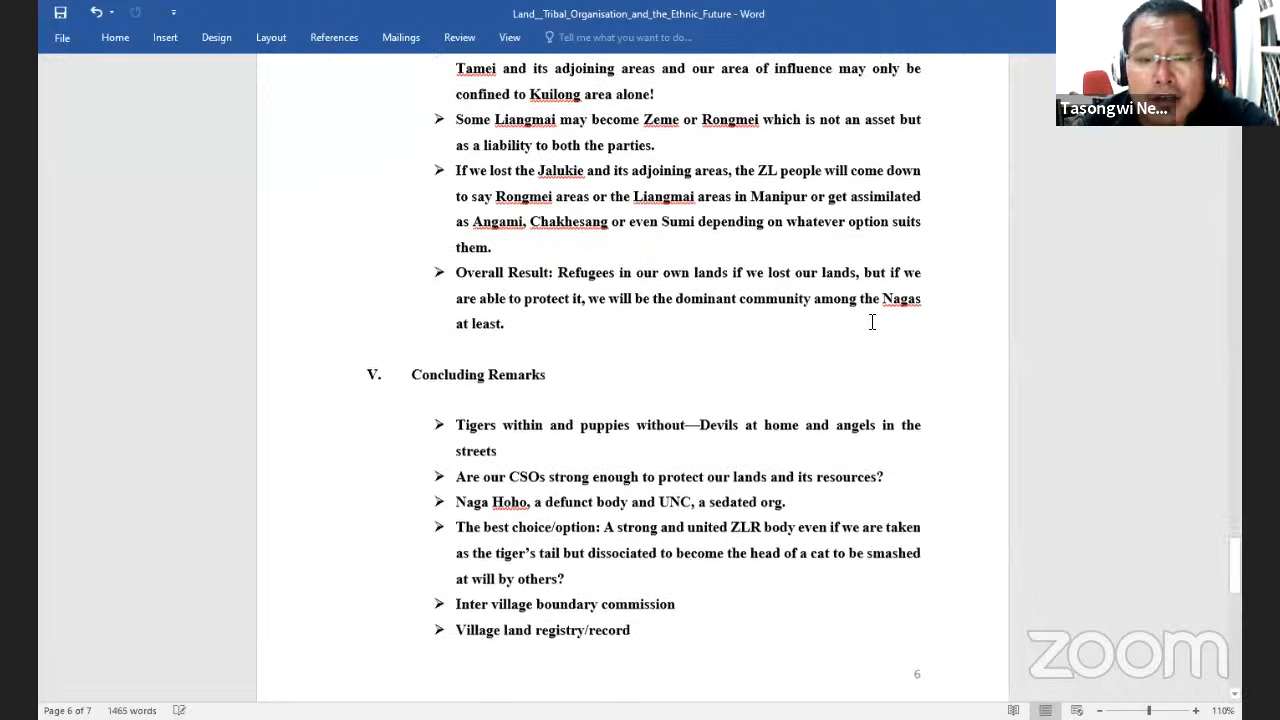 Land__Tribal_Organisation_and_the_Ethnic_Future - Word
File Home Insert Design Layout References Mailings Review View Tell me what you want to do...
Tasongwi Ne...
Tamei and its adjoining areas and our area of influence may only be
confined to Kuilong area alone!
➢ Some Liangmai may become Zeme or Rongmei which is not an asset but
as a liability to both the parties.
➢ If we lost the Jalukie and its adjoining areas, the ZL people will come down
to say Rongmei areas or the Liangmai areas in Manipur or get assimilated
as Angami, Chakhesang or even Sumi depending on whatever option suits
them.
➢ Overall Result: Refugees in our own lands if we lost our lands, but if we
are able to protect it, we will be the dominant community among the Nagas
at least.
V. Concluding Remarks
➢ Tigers within and puppies without—Devils at home and angels in the
streets
➢ Are our CSOs strong enough to protect our lands and its resources?
➢ Naga Hoho, a defunct body and UNC, a sedated org.
➢ The best choice/option: A strong and united ZLR body even if we are taken
as the tiger’s tail but dissociated to become the head of a cat to be smashed
at will by others?
➢ Inter village boundary commission
➢ Village land registry/record
6
zoom
Page 6 of 7 1465 words 110%